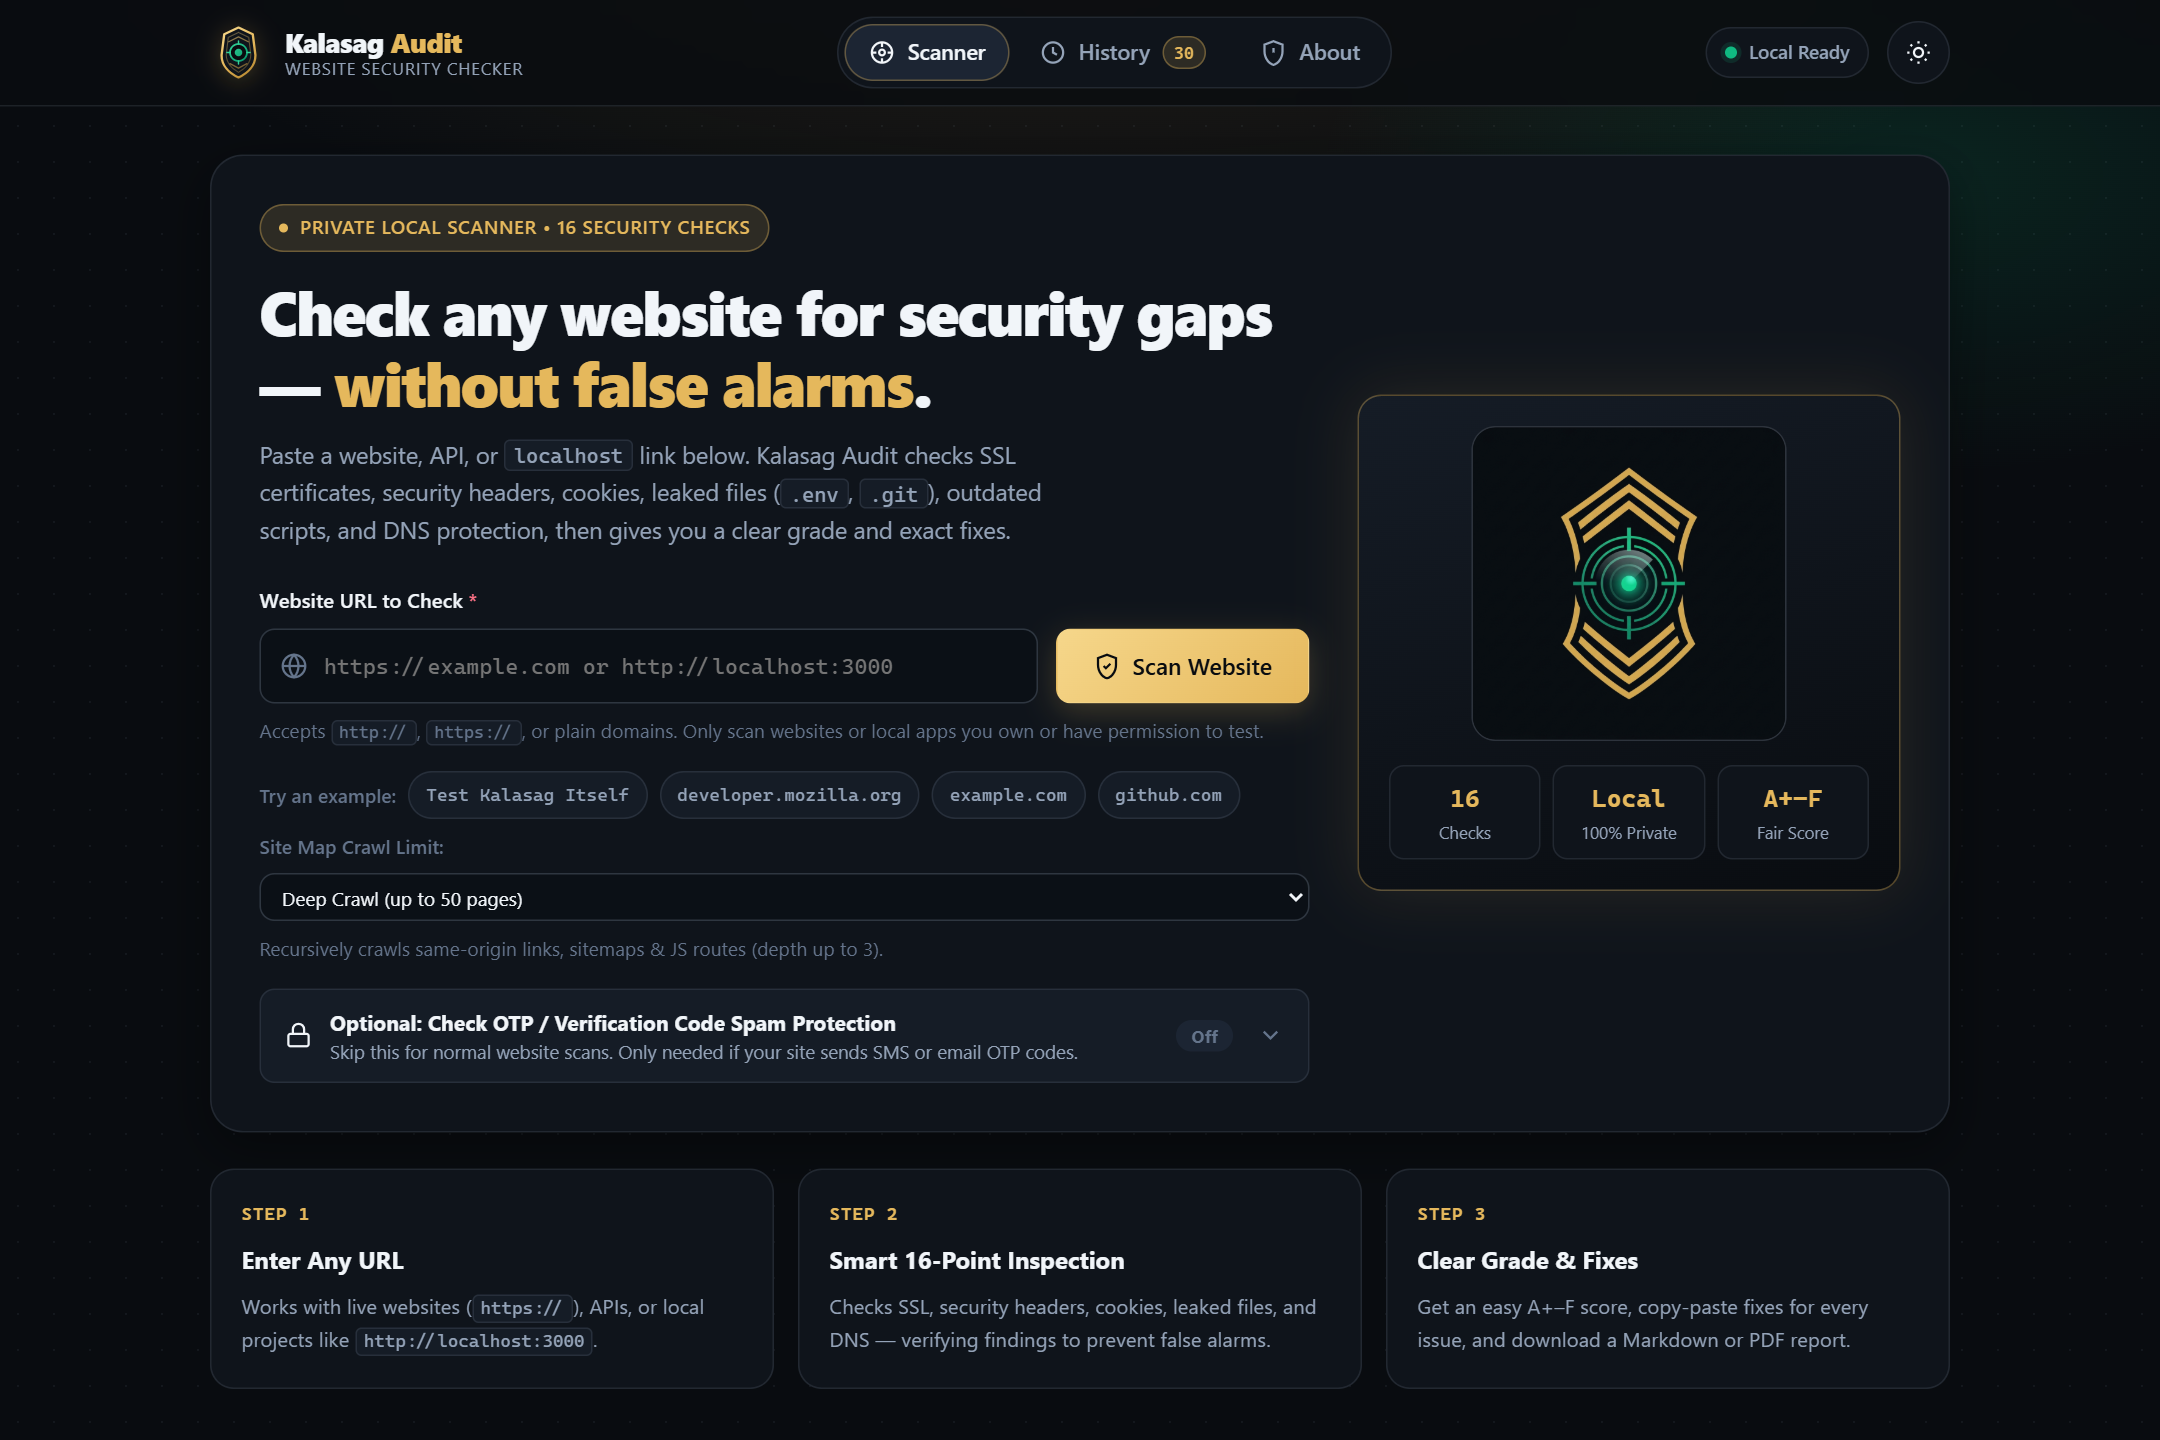 Kalasag Audit
WEBSITE SECURITY CHECKER
Scanner
History 30
About
Local Ready
PRIVATE LOCAL SCANNER • 16 SECURITY CHECKS
Check any website for security gaps
— without false alarms.
Paste a website, API, or localhost link below. Kalasag Audit checks SSL
certificates, security headers, cookies, leaked files (.env, .git), outdated
scripts, and DNS protection, then gives you a clear grade and exact fixes.
Website URL to Check *
https://example.com or http://localhost:3000
Scan Website
Accepts http://, https://, or plain domains. Only scan websites or local apps you own or have permission to test.
Try an example: Test Kalasag Itself developer.mozilla.org example.com github.com
Site Map Crawl Limit:
Deep Crawl (up to 50 pages)
Recursively crawls same-origin links, sitemaps & JS routes (depth up to 3).
Optional: Check OTP / Verification Code Spam Protection
Skip this for normal website scans. Only needed if your site sends SMS or email OTP codes.
Off
16
Checks
Local
100% Private
A+–F
Fair Score
STEP 1
Enter Any URL
Works with live websites (https://), APIs, or local
projects like http://localhost:3000.
STEP 2
Smart 16-Point Inspection
Checks SSL, security headers, cookies, leaked files, and
DNS — verifying findings to prevent false alarms.
STEP 3
Clear Grade & Fixes
Get an easy A+–F score, copy-paste fixes for every
issue, and download a Markdown or PDF report.